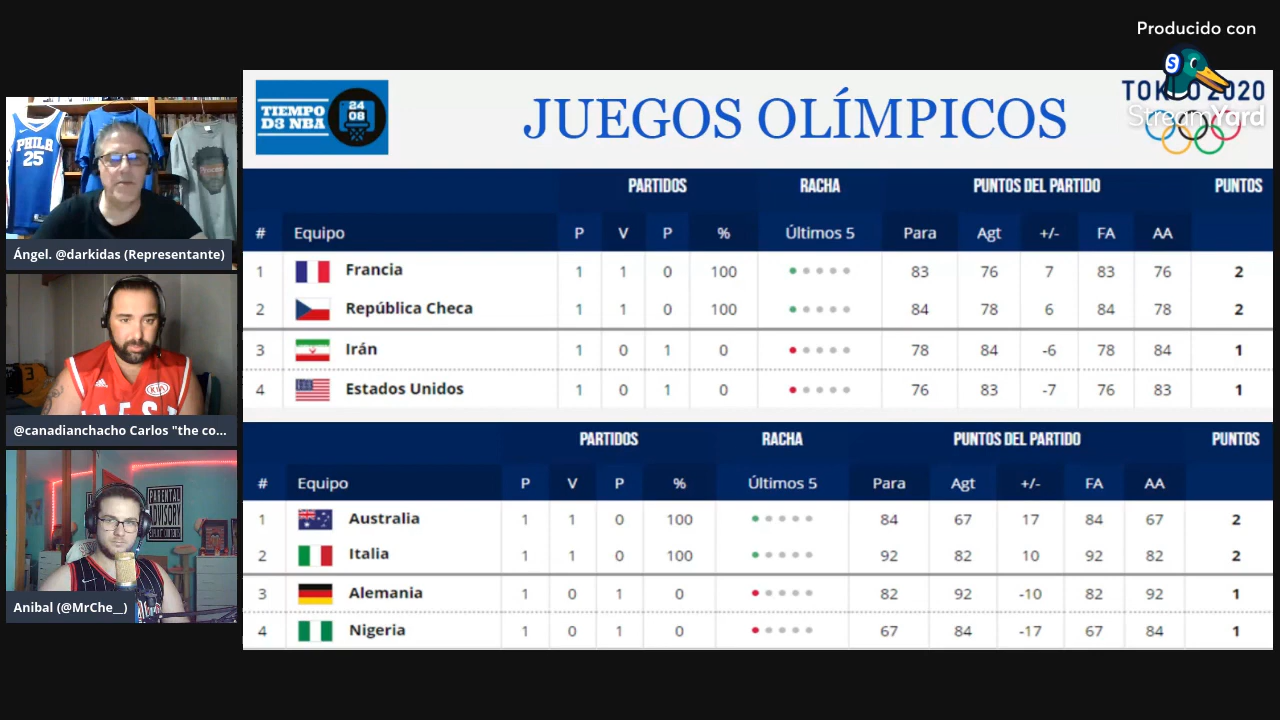 Producido con
StreamYard
TIEMPO
D3 NBA
24
08
JUEGOS OLÍMPICOS
TOKYO 2020
PARTIDOS RACHA PUNTOS DEL PARTIDO PUNTOS
# Equipo P V P % Últimos 5 Para Agt +/- FA AA
1 Francia 1 1 0 100 83 76 7 83 76 2
2 República Checa 1 1 0 100 84 78 6 84 78 2
3 Irán 1 0 1 0 78 84 -6 78 84 1
4 Estados Unidos 1 0 1 0 76 83 -7 76 83 1
PARTIDOS RACHA PUNTOS DEL PARTIDO PUNTOS
# Equipo P V P % Últimos 5 Para Agt +/- FA AA
1 Australia 1 1 0 100 84 67 17 84 67 2
2 Italia 1 1 0 100 92 82 10 92 82 2
3 Alemania 1 0 1 0 82 92 -10 82 92 1
4 Nigeria 1 0 1 0 67 84 -17 67 84 1
PHILA
25
Ángel. @darkidas (Representante)
KIA
@canadianchacho Carlos "the co...
PARENTAL
ADVISORY
EXPLICIT CONTENT
Anibal (@MrChe__)